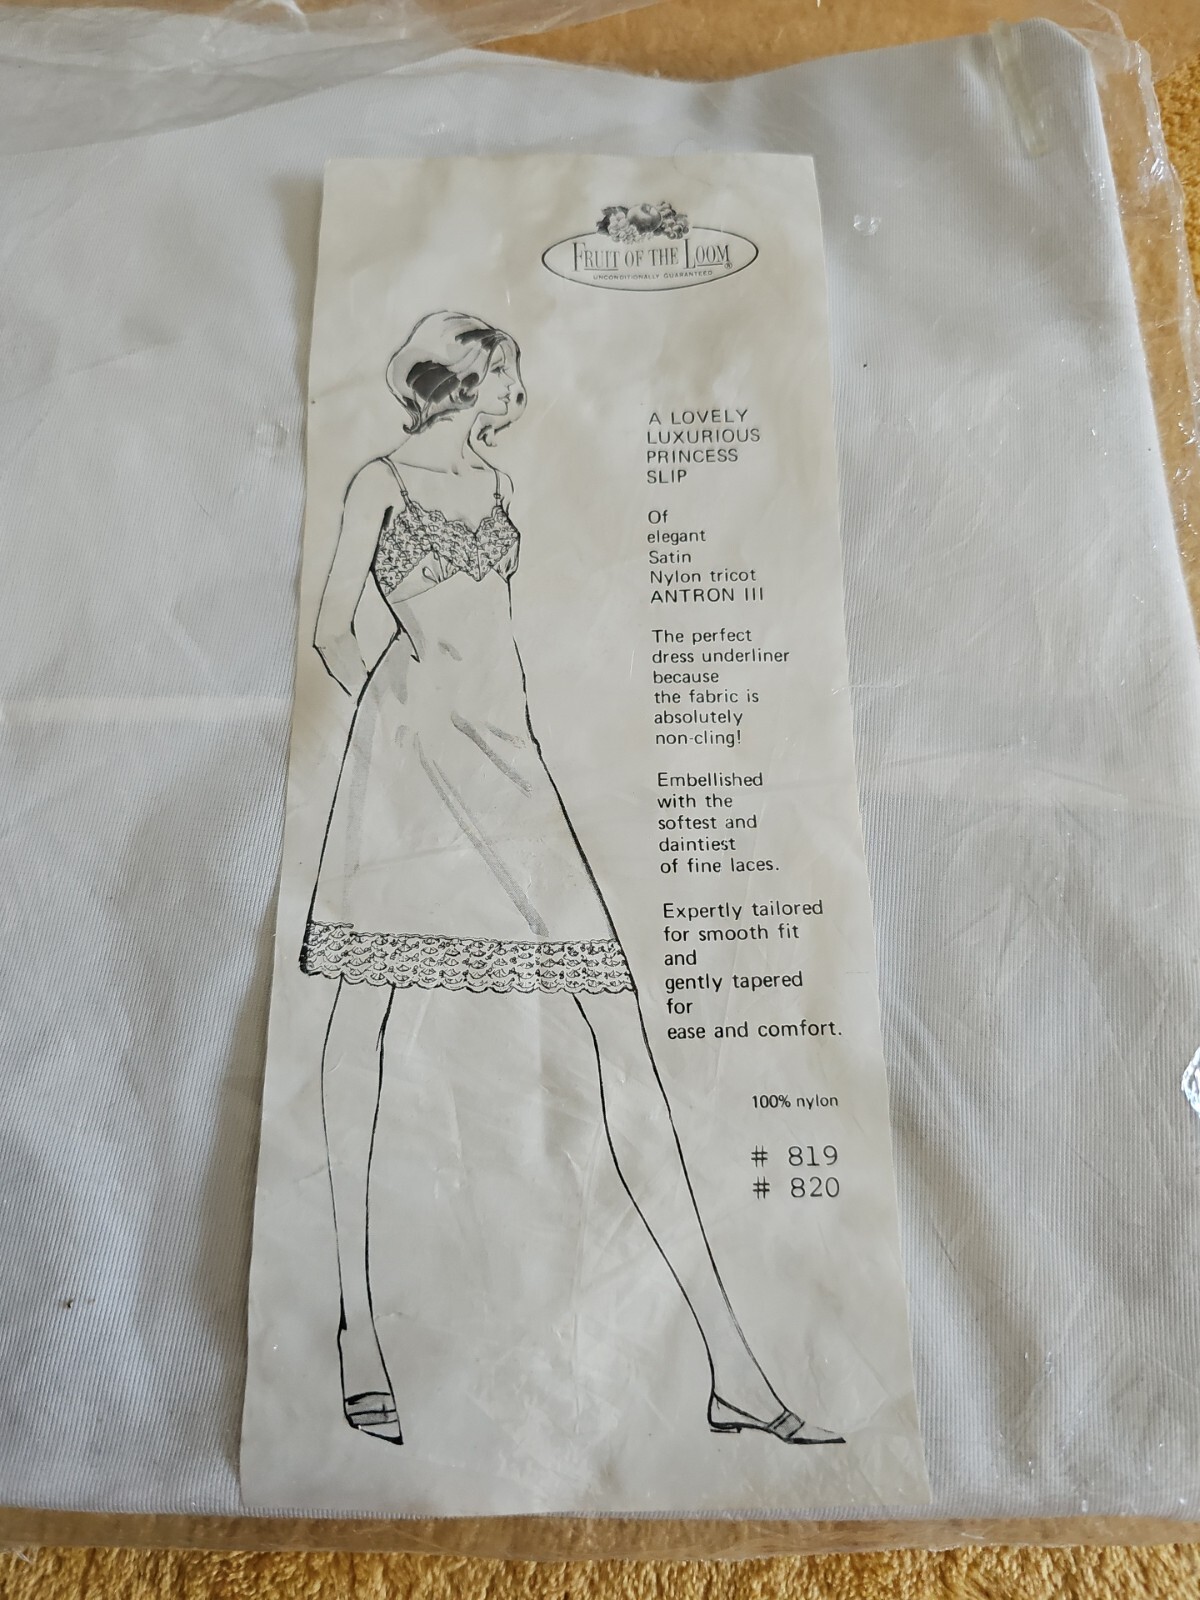 FRUIT OF THE LOOM®
UNCONDITIONALLY GUARANTEED
A LOVELY
LUXURIOUS
PRINCESS
SLIP
Of
elegant
Satin
Nylon tricot
ANTRON III
The perfect
dress underliner
because
the fabric is
absolutely
non-cling!
Embellished
with the
softest and
daintiest
of fine laces.
Expertly tailored
for smooth fit
and
gently tapered
for
ease and comfort.
100% nylon
# 819
# 820